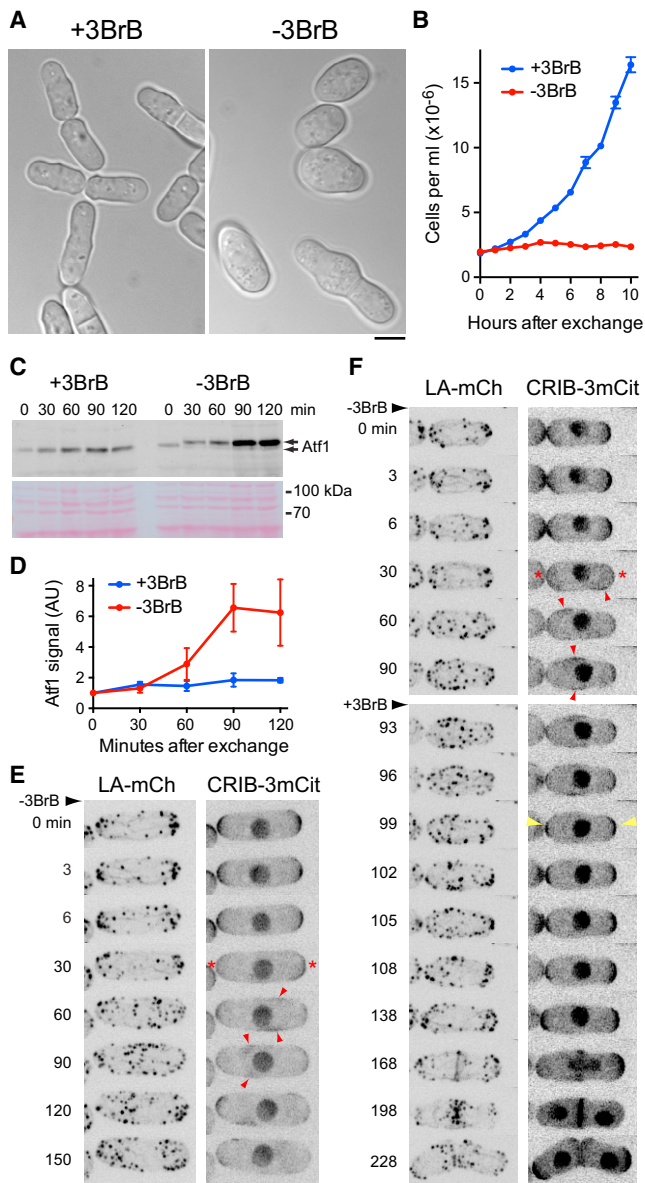 A
+3BrB
-3BrB
B
+3BrB
-3BrB
Cells per ml (x10-6)
15
10
5
0
0 2 4 6 8 10
Hours after exchange
C
+3BrB
-3BrB
0 30 60 90 120
0 30 60 90 120 min
Atf1
-100 kDa
-70
D
+3BrB
-3BrB
Atf1 signal (AU)
8
6
4
2
0
0 30 60 90 120
Minutes after exchange
E
LA-mCh
CRIB-3mCit
-3BrB
0 min
3
6
30
* *
60
90
120
150
F
LA-mCh
CRIB-3mCit
-3BrB
0 min
3
6
30
* *
60
90
+3BrB
93
96
99
102
105
108
138
168
198
228